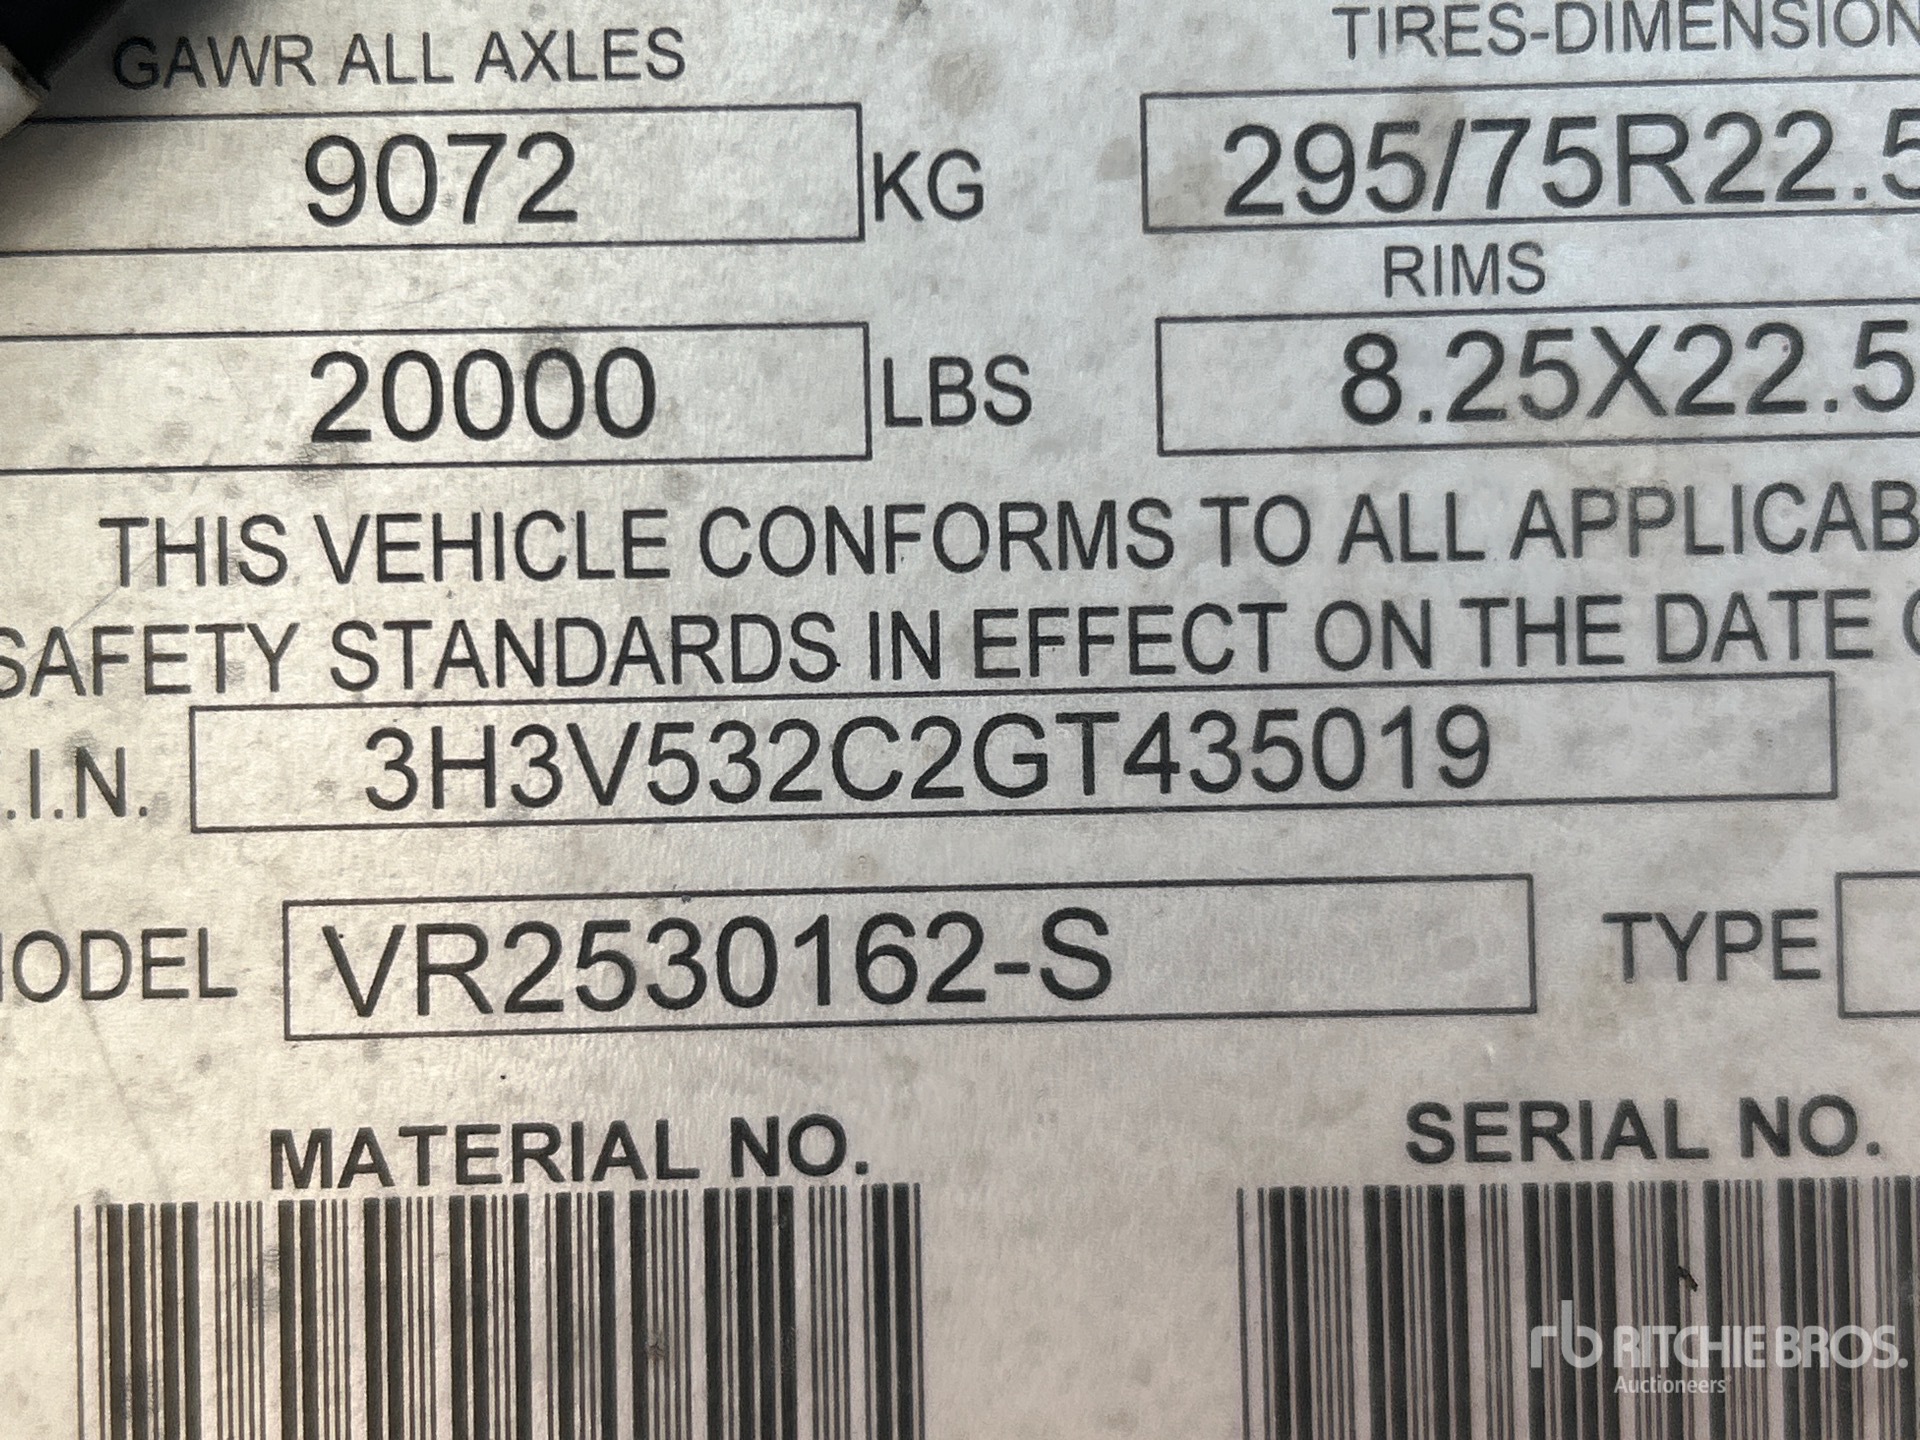 GAWR ALL AXLES TIRES-DIMENSION
9072 KG 295/75R22.5
RIMS
20000 LBS 8.25X22.5
THIS VEHICLE CONFORMS TO ALL APPLICAB
SAFETY STANDARDS IN EFFECT ON THE DATE
.I.N. 3H3V532C2GT435019
ODEL VR2530162-S TYPE
MATERIAL NO. SERIAL NO.
rb RITCHIE BROS.
Auctioneers